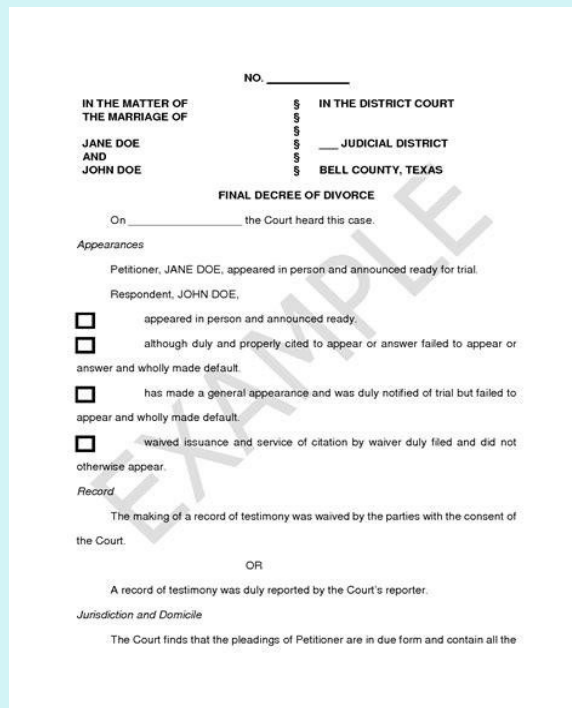 NO. ______________
IN THE MATTER OF § IN THE DISTRICT COURT
THE MARRIAGE OF §
§
JANE DOE § ___ JUDICIAL DISTRICT
AND §
JOHN DOE § BELL COUNTY, TEXAS
FINAL DECREE OF DIVORCE
On ____________________ the Court heard this case.
Appearances
Petitioner, JANE DOE, appeared in person and announced ready for trial.
Respondent, JOHN DOE,
appeared in person and announced ready.
although duly and properly cited to appear or answer failed to appear or
answer and wholly made default.
has made a general appearance and was duly notified of trial but failed to
appear and wholly made default.
waived issuance and service of citation by waiver duly filed and did not
otherwise appear.
Record
The making of a record of testimony was waived by the parties with the consent of
the Court.
OR
A record of testimony was duly reported by the Court's reporter.
Jurisdiction and Domicile
The Court finds that the pleadings of Petitioner are in due form and contain all the
EXAMPLE